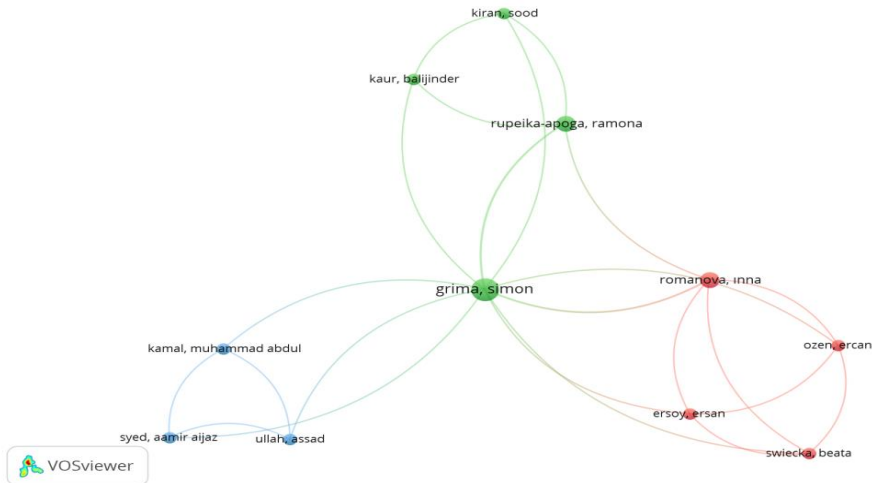 kiran, sood
kaur, balijinder
rupeika-apoga, ramona
grima, simon
romanova, ınna
kamal, muhammad abdul
ozen, ercan
ersoy, ersan
syed, aamir aijaz
ullah, assad
swiecka, beata
VOSviewer